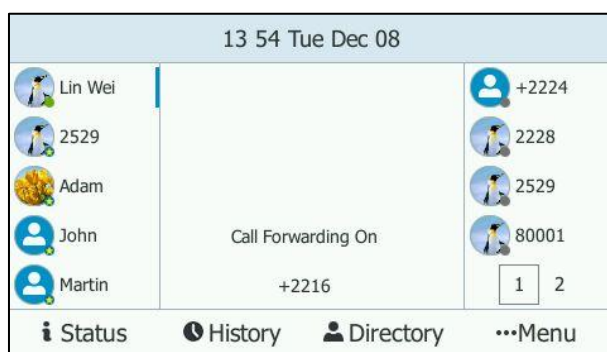 13 54 Tue Dec 08
Lin Wei
2529
Adam
John
Martin
Call Forwarding On
+2216
+2224
2228
2529
80001
1 2
Status History Directory Menu